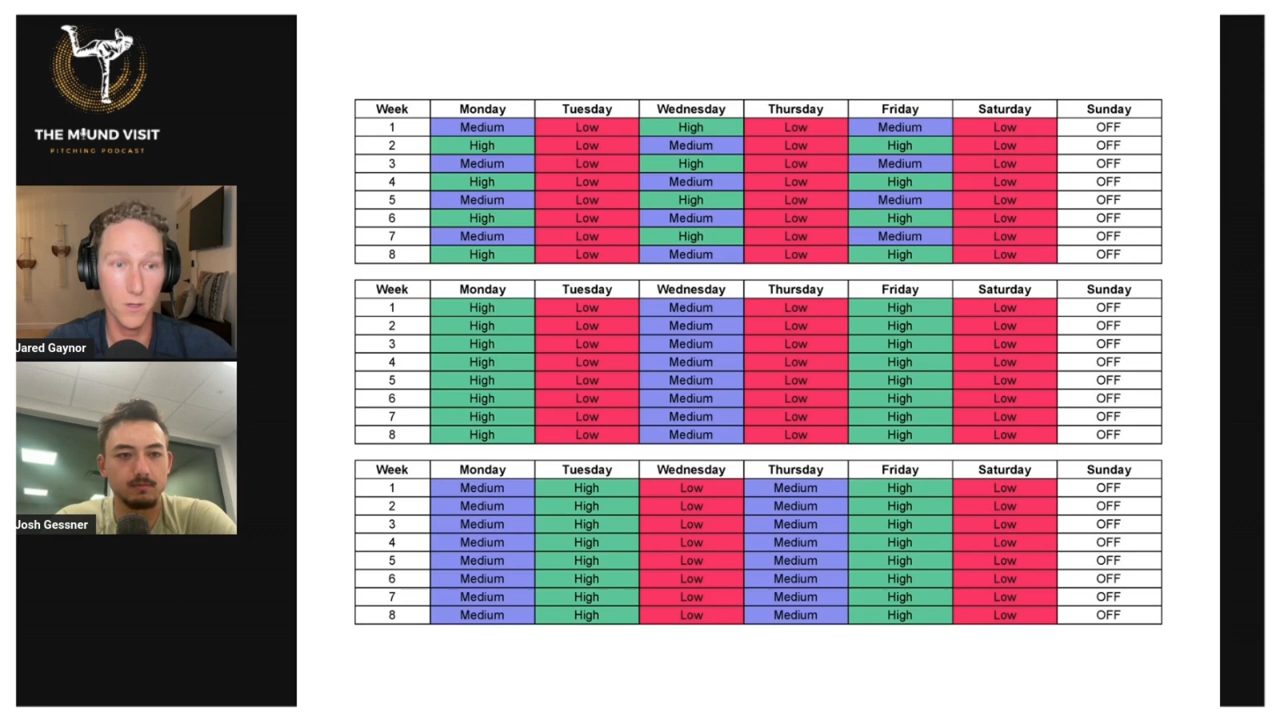 THE MOUND VISIT
PITCHING PODCAST
Jared Gaynor
Josh Gessner
Week Monday Tuesday Wednesday Thursday Friday Saturday Sunday
1 Medium Low High Low Medium Low OFF
2 High Low Medium Low High Low OFF
3 Medium Low High Low Medium Low OFF
4 High Low Medium Low High Low OFF
5 Medium Low High Low Medium Low OFF
6 High Low Medium Low High Low OFF
7 Medium Low High Low Medium Low OFF
8 High Low Medium Low High Low OFF
Week Monday Tuesday Wednesday Thursday Friday Saturday Sunday
1 High Low Medium Low High Low OFF
2 High Low Medium Low High Low OFF
3 High Low Medium Low High Low OFF
4 High Low Medium Low High Low OFF
5 High Low Medium Low High Low OFF
6 High Low Medium Low High Low OFF
7 High Low Medium Low High Low OFF
8 High Low Medium Low High Low OFF
Week Monday Tuesday Wednesday Thursday Friday Saturday Sunday
1 Medium High Low Medium High Low OFF
2 Medium High Low Medium High Low OFF
3 Medium High Low Medium High Low OFF
4 Medium High Low Medium High Low OFF
5 Medium High Low Medium High Low OFF
6 Medium High Low Medium High Low OFF
7 Medium High Low Medium High Low OFF
8 Medium High Low Medium High Low OFF